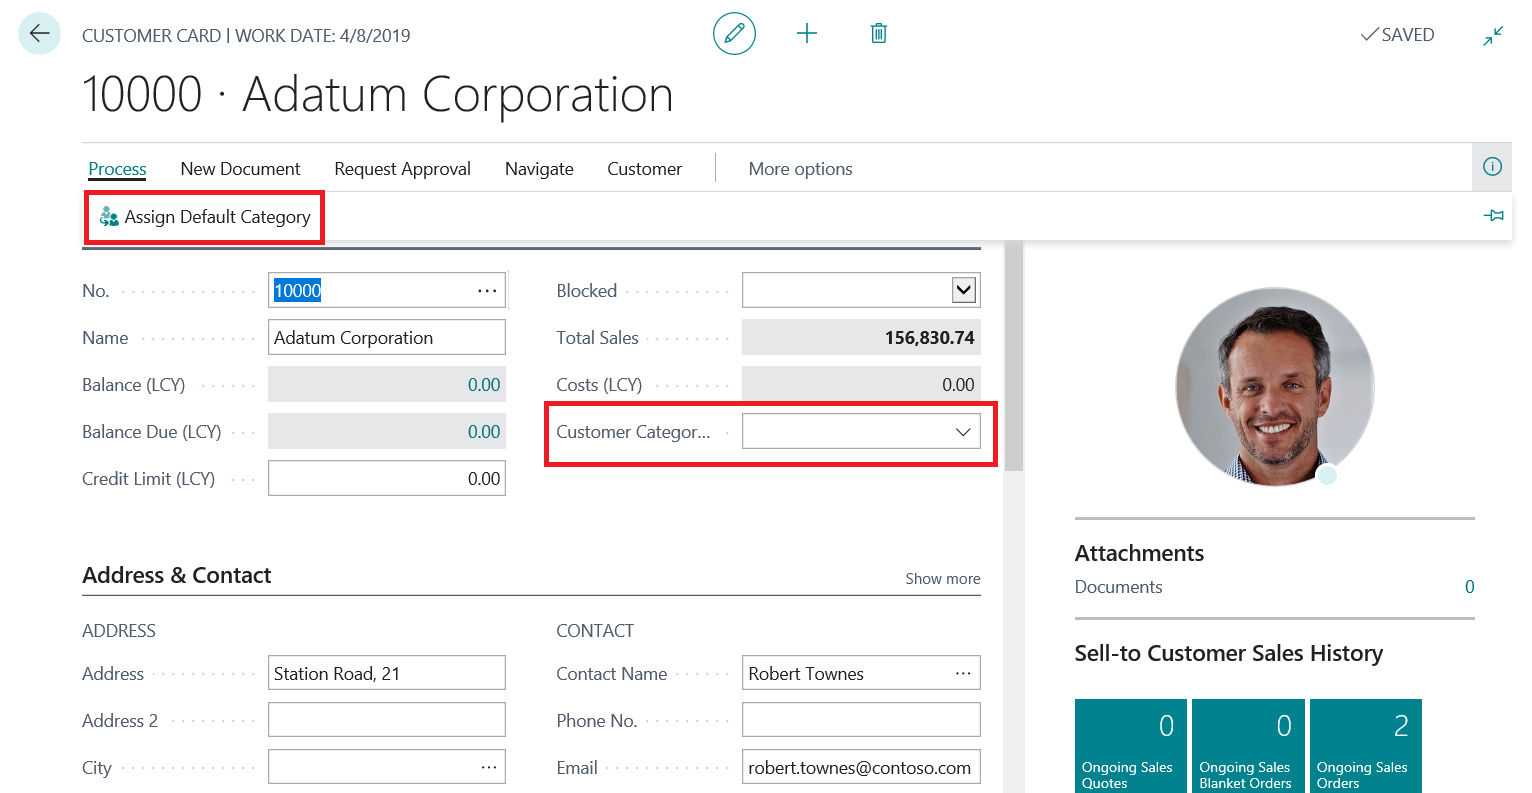 CUSTOMER CARD | WORK DATE: 4/8/2019
SAVED
10000 · Adatum Corporation
Process New Document Request Approval Navigate Customer More options
Assign Default Category
No. 10000 ···
Blocked
Name Adatum Corporation
Total Sales 156,830.74
Balance (LCY) 0.00
Costs (LCY) 0.00
Balance Due (LCY) 0.00
Customer Categor...
Credit Limit (LCY) 0.00
Address & Contact
Show more
ADDRESS
CONTACT
Address Station Road, 21
Contact Name Robert Townes ···
Address 2
Phone No.
City ···
Email robert.townes@contoso.com
Attachments
Documents 0
Sell-to Customer Sales History
0
Ongoing Sales
Quotes
0
Ongoing Sales
Blanket Orders
2
Ongoing Sales
Orders